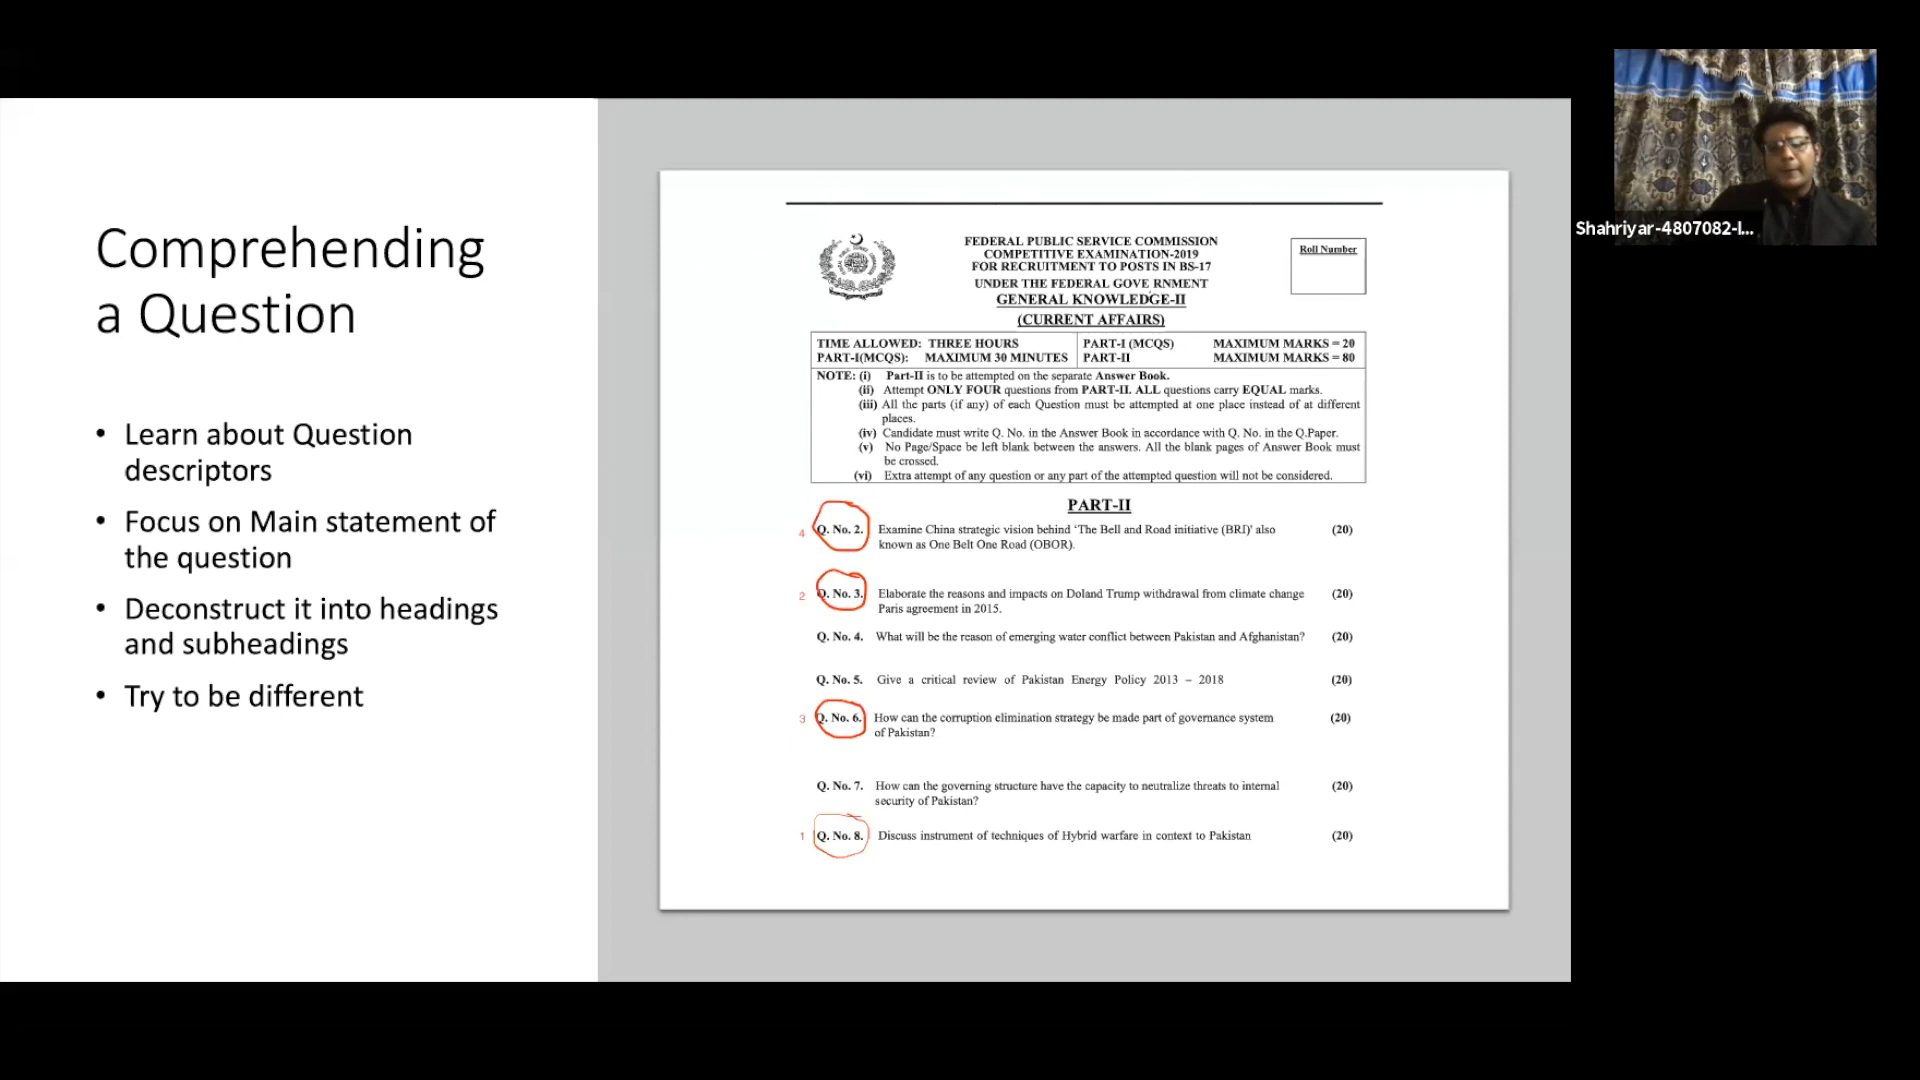 Comprehending
a Question
• Learn about Question
descriptors
• Focus on Main statement of
the question
• Deconstruct it into headings
and subheadings
• Try to be different
FEDERAL PUBLIC SERVICE COMMISSION
COMPETITIVE EXAMINATION-2019
FOR RECRUITMENT TO POSTS IN BS-17
UNDER THE FEDERAL GOVE RNMENT
GENERAL KNOWLEDGE-II
(CURRENT AFFAIRS)
Roll Number
TIME ALLOWED: THREE HOURS PART-I (MCQS) MAXIMUM MARKS = 20
PART-I(MCQS): MAXIMUM 30 MINUTES PART-II MAXIMUM MARKS = 80
NOTE: (i) Part-II is to be attempted on the separate Answer Book.
(ii) Attempt ONLY FOUR questions from PART-II. ALL questions carry EQUAL marks.
(iii) All the parts (if any) of each Question must be attempted at one place instead of at different
places.
(iv) Candidate must write Q. No. in the Answer Book in accordance with Q. No. in the Q.Paper.
(v) No Page/Space be left blank between the answers. All the blank pages of Answer Book must
be crossed.
(vi) Extra attempt of any question or any part of the attempted question will not be considered.
PART-II
4 Q. No. 2. Examine China strategic vision behind ‘The Bell and Road initiative (BRI)’ also (20)
known as One Belt One Road (OBOR).
2 Q. No. 3. Elaborate the reasons and impacts on Doland Trump withdrawal from climate change (20)
Paris agreement in 2015.
Q. No. 4. What will be the reason of emerging water conflict between Pakistan and Afghanistan? (20)
Q. No. 5. Give a critical review of Pakistan Energy Policy 2013 – 2018 (20)
3 Q. No. 6. How can the corruption elimination strategy be made part of governance system (20)
of Pakistan?
Q. No. 7. How can the governing structure have the capacity to neutralize threats to internal (20)
security of Pakistan?
1 Q. No. 8. Discuss instrument of techniques of Hybrid warfare in context to Pakistan (20)
Shahriyar-4807082-I...